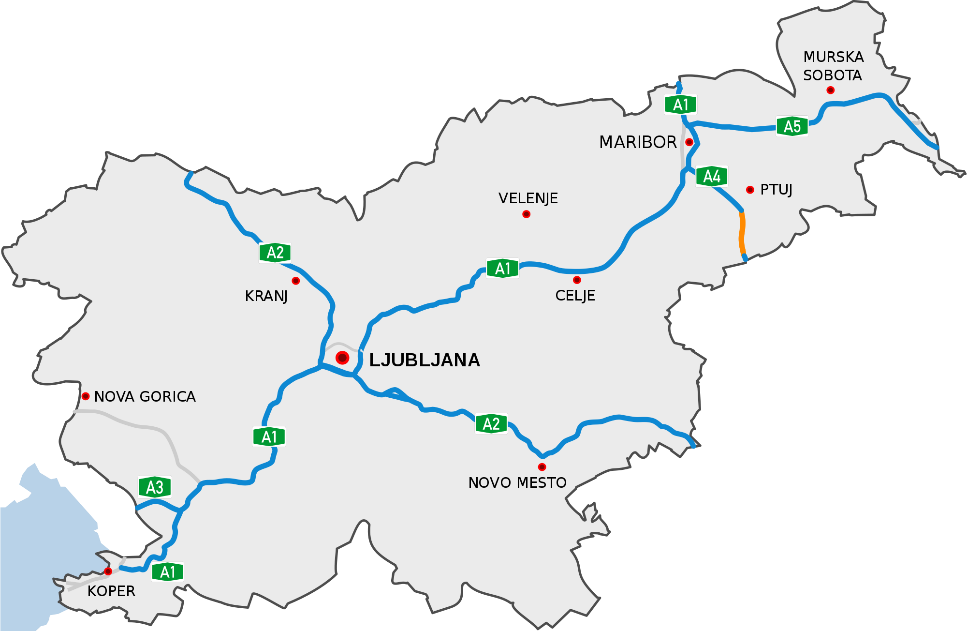 MURSKA
SOBOTA
A1
A5
MARIBOR
A4
PTUJ
VELENJE
A2
A1
KRANJ
CELJE
LJUBLJANA
NOVA GORICA
A2
A1
NOVO MESTO
A3
A1
KOPER